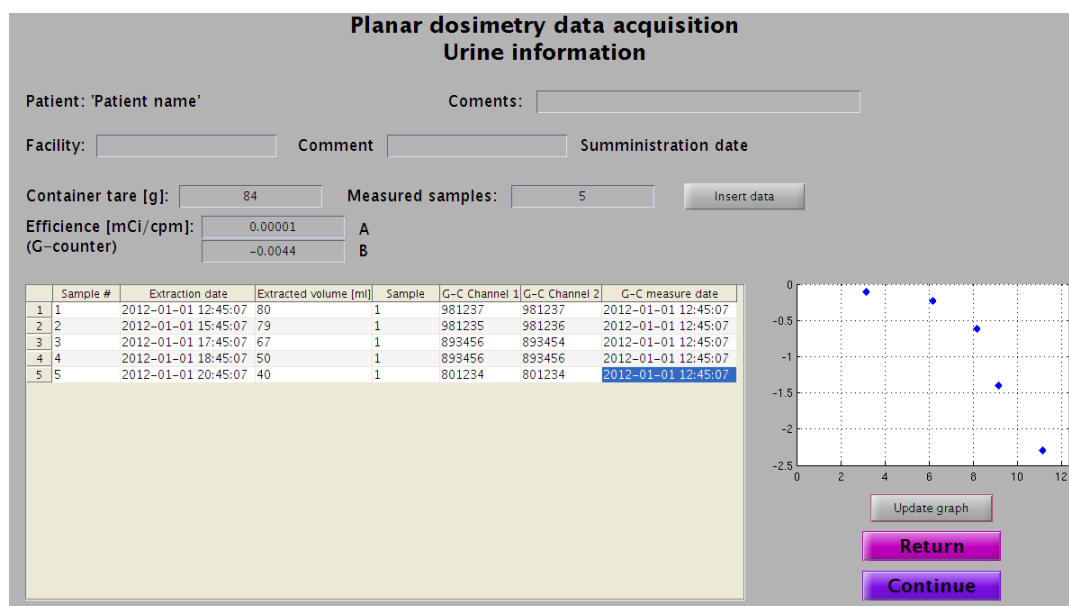 Planar dosimetry data acquisition
Urine information
Patient: 'Patient name'
Coments:
Facility:
Comment
Sumministration date
Container tare [g]: 84
Measured samples: 5
Insert data
Efficience [mCi/cpm]: 0.00001 A
(G-counter) -0.0044 B
Sample # Extraction date Extracted volume [ml] Sample G-C Channel 1 G-C Channel 2 G-C measure date
1 1 2012-01-01 12:45:07 80 1 981237 981237 2012-01-01 12:45:07
2 2 2012-01-01 15:45:07 79 1 981235 981236 2012-01-01 12:45:07
3 3 2012-01-01 17:45:07 67 1 893456 893454 2012-01-01 12:45:07
4 4 2012-01-01 18:45:07 50 1 893456 893456 2012-01-01 12:45:07
5 5 2012-01-01 20:45:07 40 1 801234 801234 2012-01-01 12:45:07
0
-0.5
-1
-1.5
-2
-2.5
0 2 4 6 8 10 12
Update graph
Return
Continue